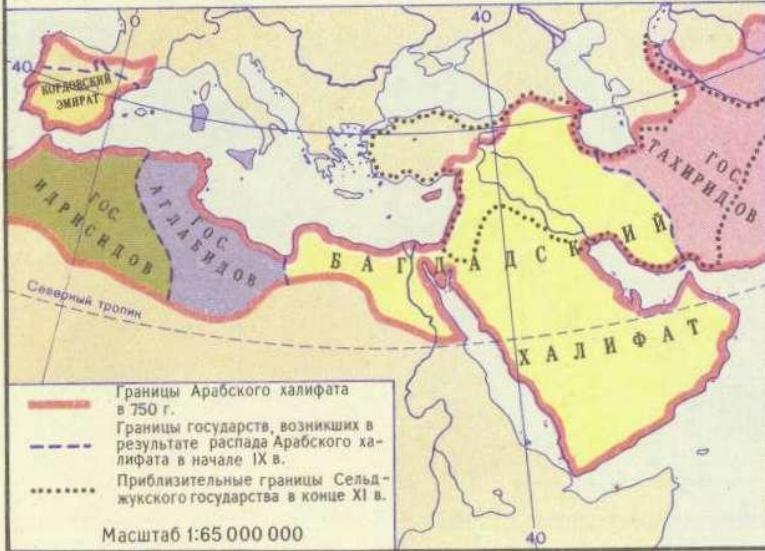 40
0
40
40
КОРДОВСКИЙ
ЭМИРАТ
ГОС.
ИДРИСИДОВ
ГОС.
АГЛАБИДОВ
ГОС.
ТАХИРИДОВ
БАГДАДСКИЙ
ХАЛИФАТ
Северный тропик
Границы Арабского халифата
в 750 г.
Границы государств, возникших в
результате распада Арабского ха-
лифата в начале IX в.
Приблизительные границы Сельд-
жукского государства в конце XI в.
Масштаб 1:65 000 000